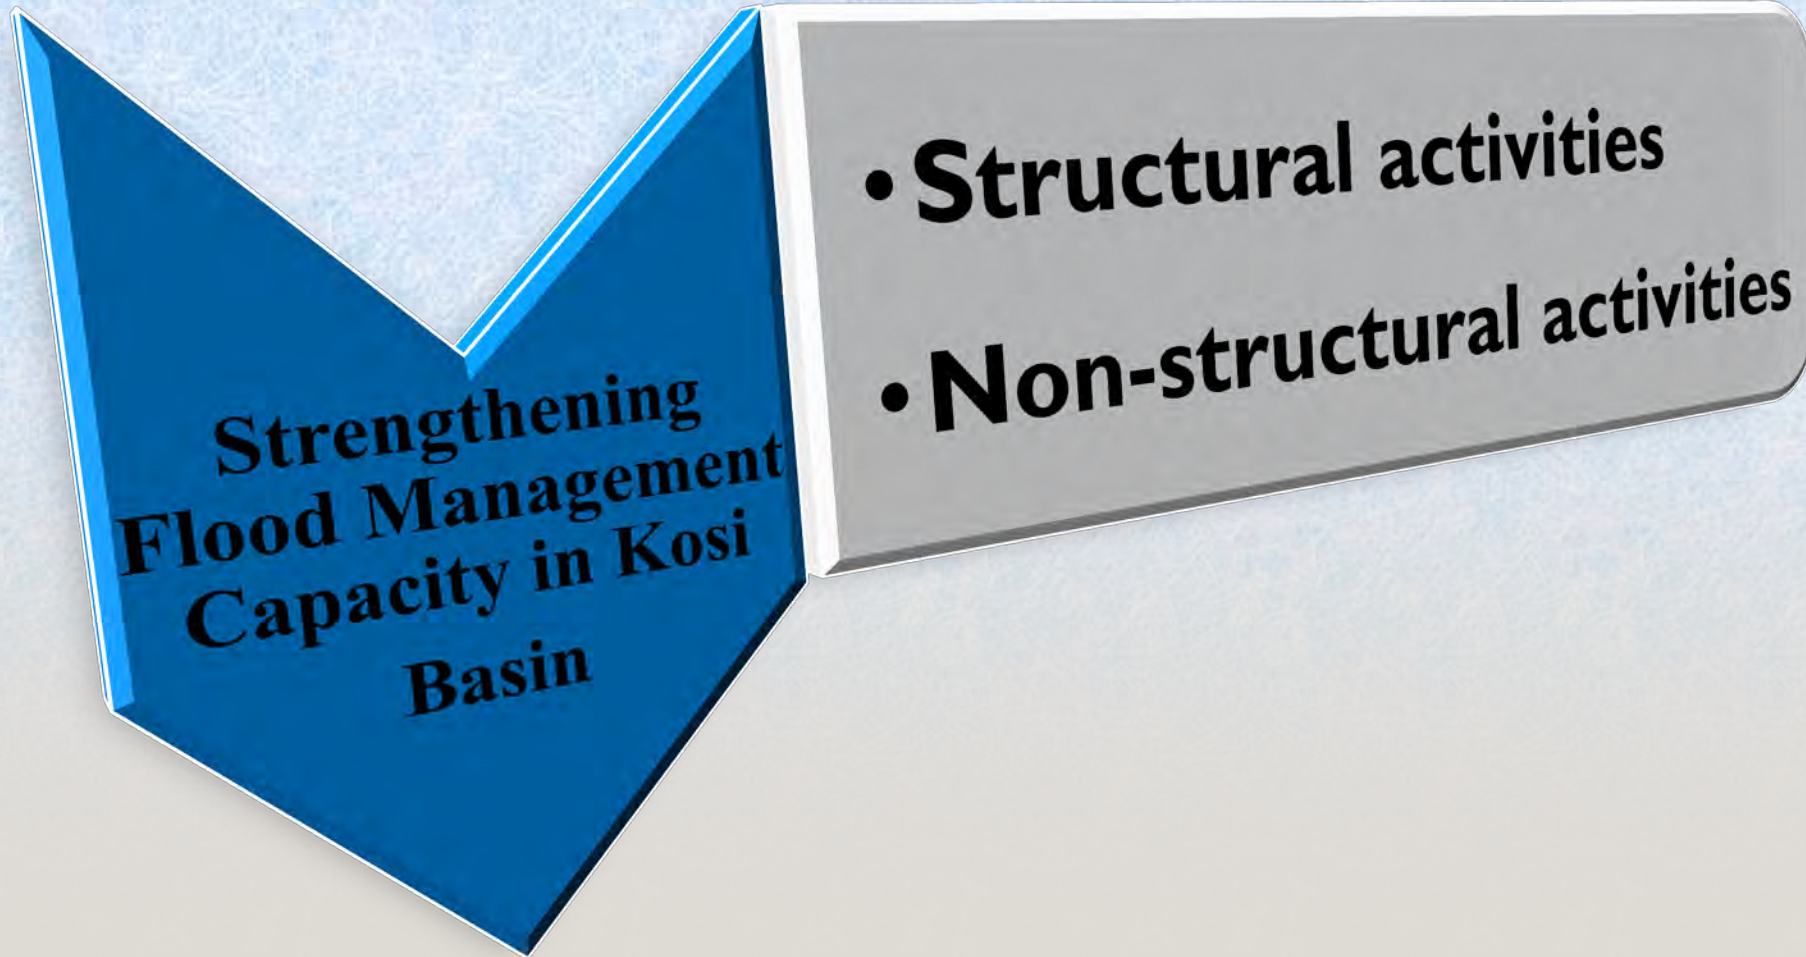 Strengthening
Flood Management
Capacity in Kosi
Basin
• Structural activities
• Non-structural activities